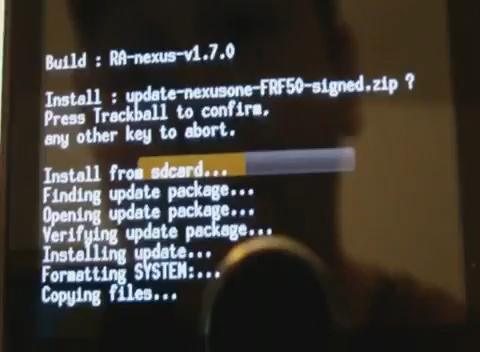 Build : RA-nexus-v1.7.0
Install : update-nexusone-FRF50-signed.zip ?
Press Trackball to confirm,
any other key to abort.
Install from sdcard...
Finding update package...
Opening update package...
Verifying update package...
Installing update...
Formatting SYSTEM:...
Copying files...